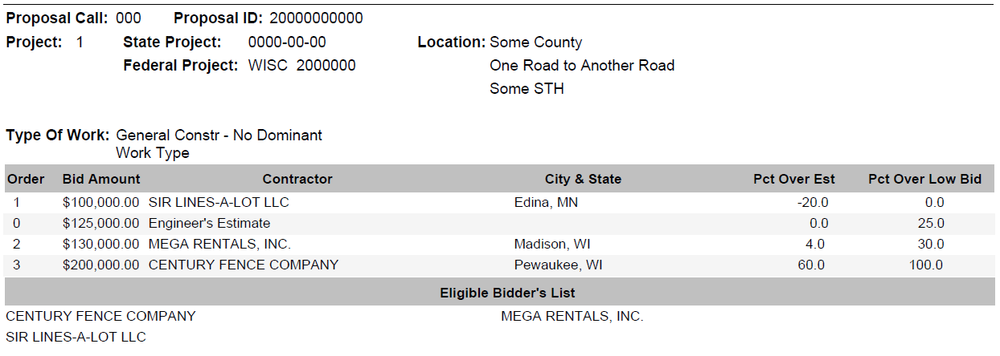 Proposal Call: 000 Proposal ID: 20000000000
Project: 1 State Project: 0000-00-00 Location: Some County
Federal Project: WISC 2000000 One Road to Another Road
Some STH
Type Of Work: General Constr - No Dominant
Work Type
Order Bid Amount Contractor City & State Pct Over Est Pct Over Low Bid
1 $100,000.00 SIR LINES-A-LOT LLC Edina, MN -20.0 0.0
0 $125,000.00 Engineer's Estimate 0.0 25.0
2 $130,000.00 MEGA RENTALS, INC. Madison, WI 4.0 30.0
3 $200,000.00 CENTURY FENCE COMPANY Pewaukee, WI 60.0 100.0
Eligible Bidder's List
CENTURY FENCE COMPANY MEGA RENTALS, INC.
SIR LINES-A-LOT LLC